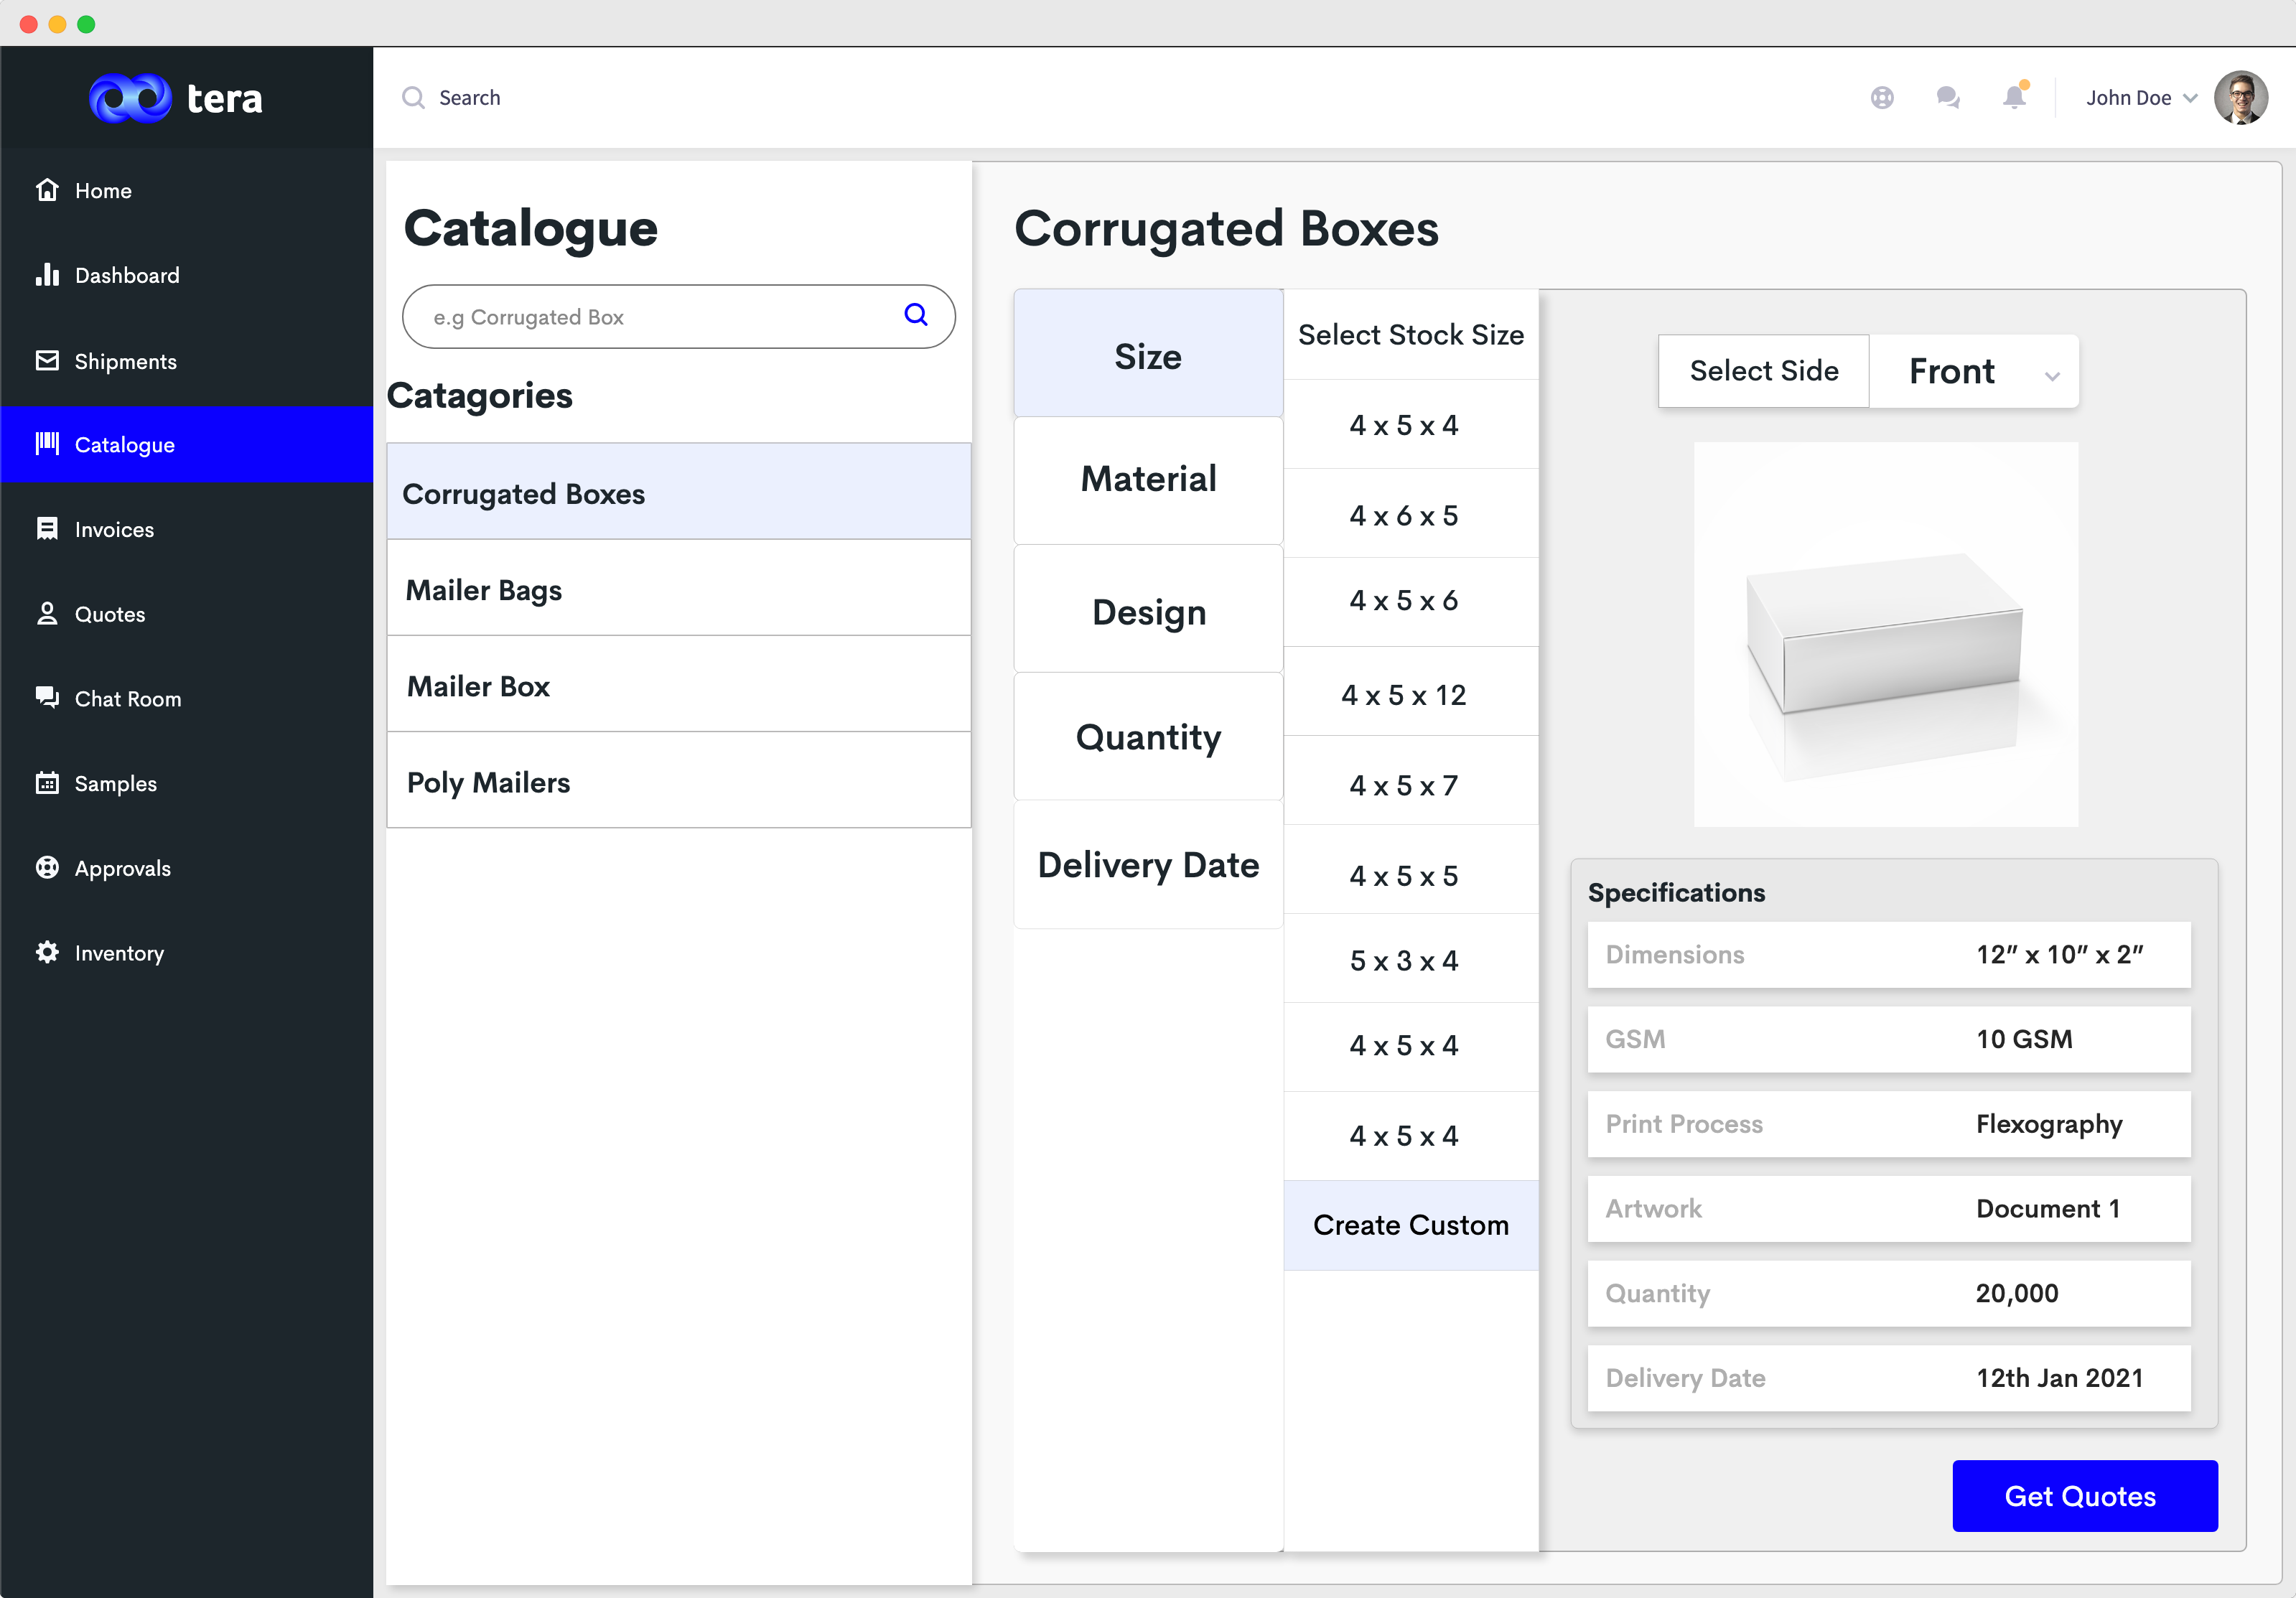 tera
Search
John Doe
Home
Dashboard
Shipments
Catalogue
Invoices
Quotes
Chat Room
Samples
Approvals
Inventory
Catalogue
e.g Corrugated Box
Catagories
Corrugated Boxes
Mailer Bags
Mailer Box
Poly Mailers
Corrugated Boxes
Size
Material
Design
Quantity
Delivery Date
Select Stock Size
4 x 5 x 4
4 x 6 x 5
4 x 5 x 6
4 x 5 x 12
4 x 5 x 7
4 x 5 x 5
5 x 3 x 4
4 x 5 x 4
4 x 5 x 4
Create Custom
Select Side
Front
Specifications
Dimensions 12” x 10” x 2”
GSM 10 GSM
Print Process Flexography
Artwork Document 1
Quantity 20,000
Delivery Date 12th Jan 2021
Get Quotes